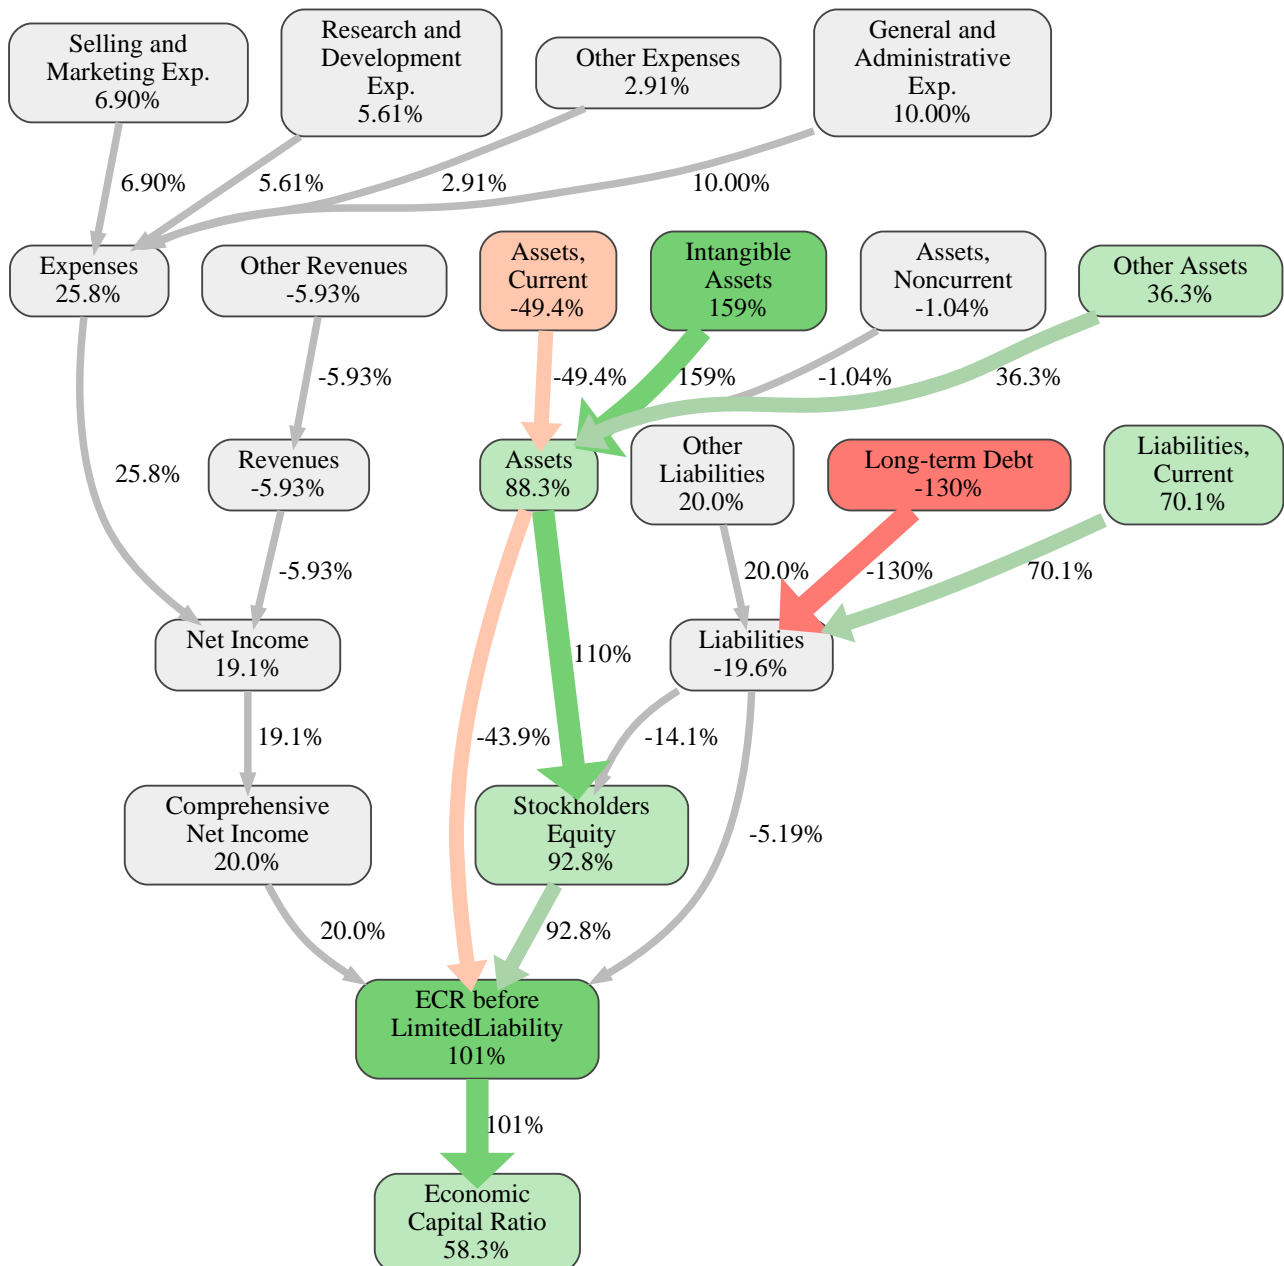 Selling and
Marketing Exp.
6.90%
Research and
Development
Exp.
5.61%
Other Expenses
2.91%
General and
Administrative
Exp.
10.00%
6.90%
5.61%
2.91%
10.00%
Expenses
25.8%
Other Revenues
-5.93%
Assets,
Current
-49.4%
Intangible
Assets
159%
Assets,
Noncurrent
-1.04%
Other Assets
36.3%
-5.93%
-49.4%
159%
-1.04%
36.3%
25.8%
Revenues
-5.93%
Assets
88.3%
Other
Liabilities
20.0%
Long-term Debt
-130%
Liabilities,
Current
70.1%
-5.93%
20.0%
-130%
70.1%
Net Income
19.1%
110%
Liabilities
-19.6%
19.1%
-43.9%
-14.1%
Comprehensive
Net Income
20.0%
Stockholders
Equity
92.8%
-5.19%
20.0%
92.8%
ECR before
LimitedLiability
101%
101%
Economic
Capital Ratio
58.3%